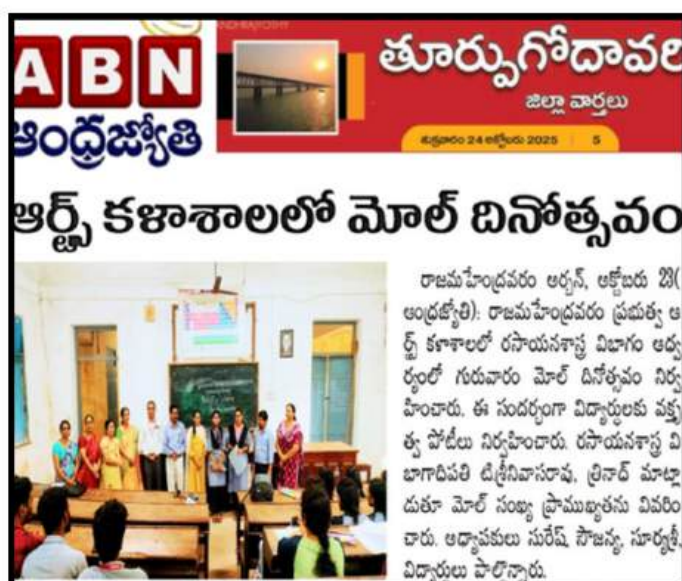 ABN
ఆంధ్రజ్యోతి
తూర్పుగోదావరి
జిల్లా వార్తలు
శుక్రవారం 24 అక్టోబరు 2025 | 5
ఆర్ట్స్ కళాశాలలో మోల్ దినోత్సవం
రాజమహేంద్రవరం అర్బన్, అక్టోబరు 23(
ఆంధ్రజ్యోతి): రాజమహేంద్రవరం ప్రభుత్వ ఆ
ర్ట్స్ కళాశాలలో రసాయనశాస్త్ర విభాగం ఆధ్వ
ర్యంలో గురువారం మోల్ దినోత్సవం నిర్వ
హించారు. ఈ సందర్భంగా విద్యార్థులకు వక్తృ
త్వ పోటీలు నిర్వహించారు. రసాయనశాస్త్ర వి
భాగాధిపతి టి.శ్రీనివాసరావు, త్రినాథ్ మాట్లా
డుతూ మోల్ సంఖ్య ప్రాముఖ్యతను వివరిం
చారు. అధ్యాపకులు సురేష్, సౌజన్య, సూర్యశ్రీ,
విద్యార్థులు పాల్గొన్నారు.